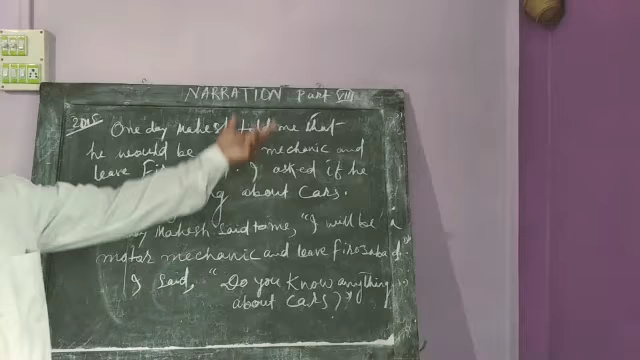 NARRATION Part VIII
2015
One day Mahesh told me that
he would be mechanic and
leave I asked if he
about Cars.
Mahesh said to me, "I will be a
motor mechanic and leave Firozabad."
I said, "Do you know anything
about cars?"